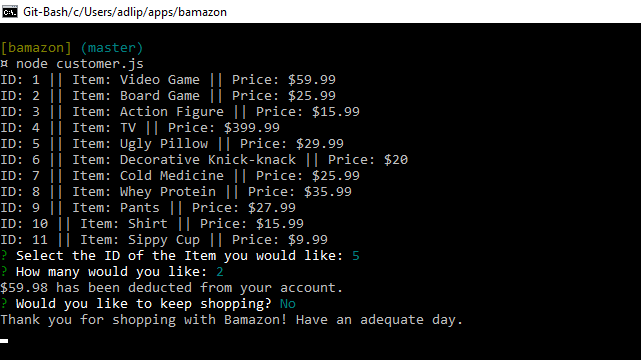 Git-Bash/c/Users/adlip/apps/bamazon
[bamazon] (master)
¤ node customer.js
ID: 1 || Item: Video Game || Price: $59.99
ID: 2 || Item: Board Game || Price: $25.99
ID: 3 || Item: Action Figure || Price: $15.99
ID: 4 || Item: TV || Price: $399.99
ID: 5 || Item: Ugly Pillow || Price: $29.99
ID: 6 || Item: Decorative Knick-knack || Price: $20
ID: 7 || Item: Cold Medicine || Price: $25.99
ID: 8 || Item: Whey Protein || Price: $35.99
ID: 9 || Item: Pants || Price: $27.99
ID: 10 || Item: Shirt || Price: $15.99
ID: 11 || Item: Sippy Cup || Price: $9.99
? Select the ID of the Item you would like: 5
? How many would you like: 2
$59.98 has been deducted from your account.
? Would you like to keep shopping? No
Thank you for shopping with Bamazon! Have an adequate day.